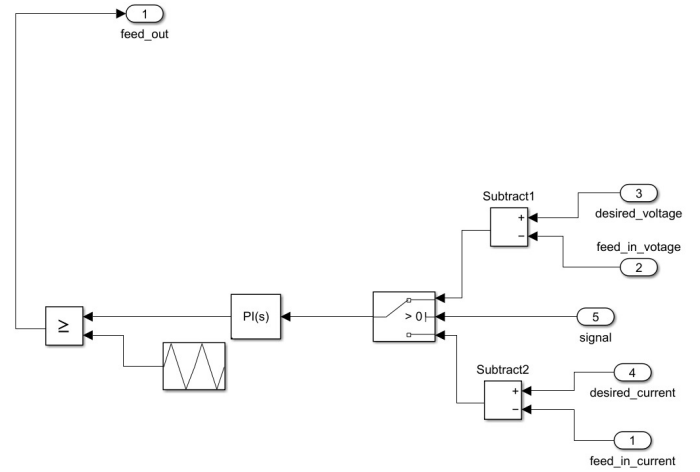 1
feed_out
Subtract1
+
−
3
desired_voltage
feed_in_votage
2
PI(s)
> 0
5
signal
≥
Subtract2
+
−
4
desired_current
1
feed_in_current